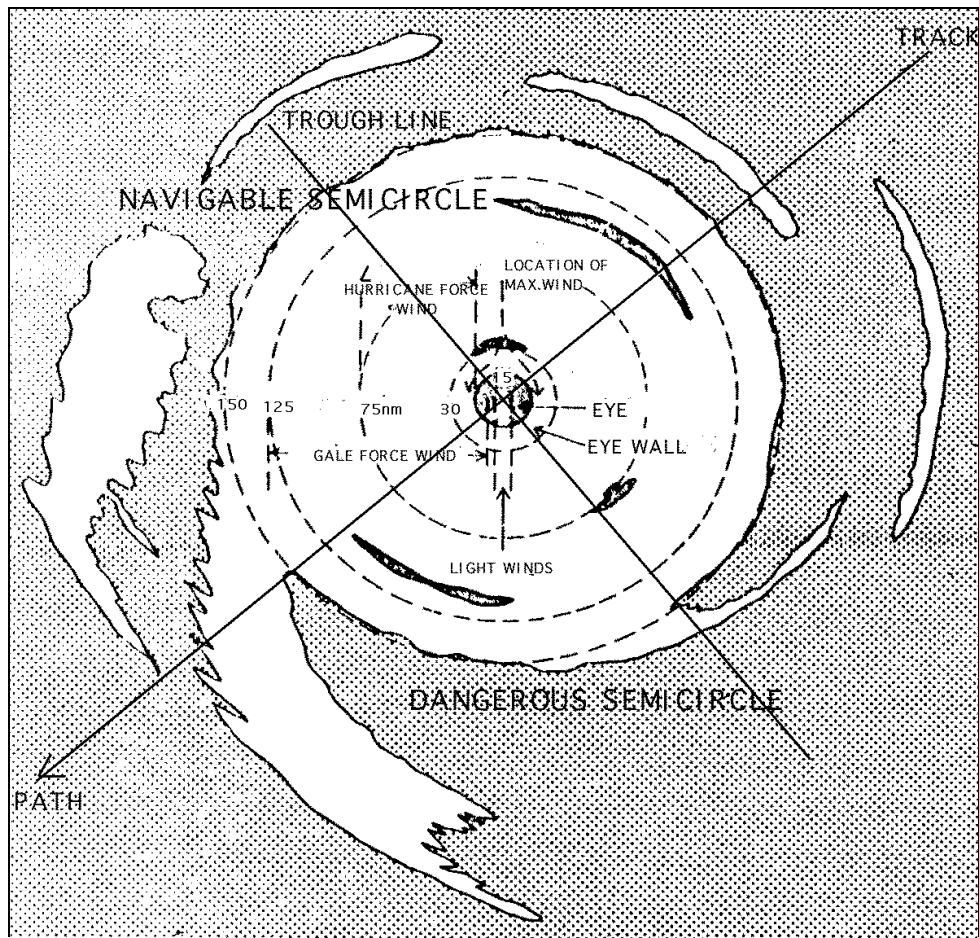 TRACK
TROUGH LINE
NAVIGABLE SEMICIRCLE
LOCATION OF
MAX.WIND
HURRICANE FORCE
WIND
15
150
125
75nm
30
EYE
EYE WALL
GALE FORCE WIND
LIGHT WINDS
DANGEROUS SEMICIRCLE
PATH